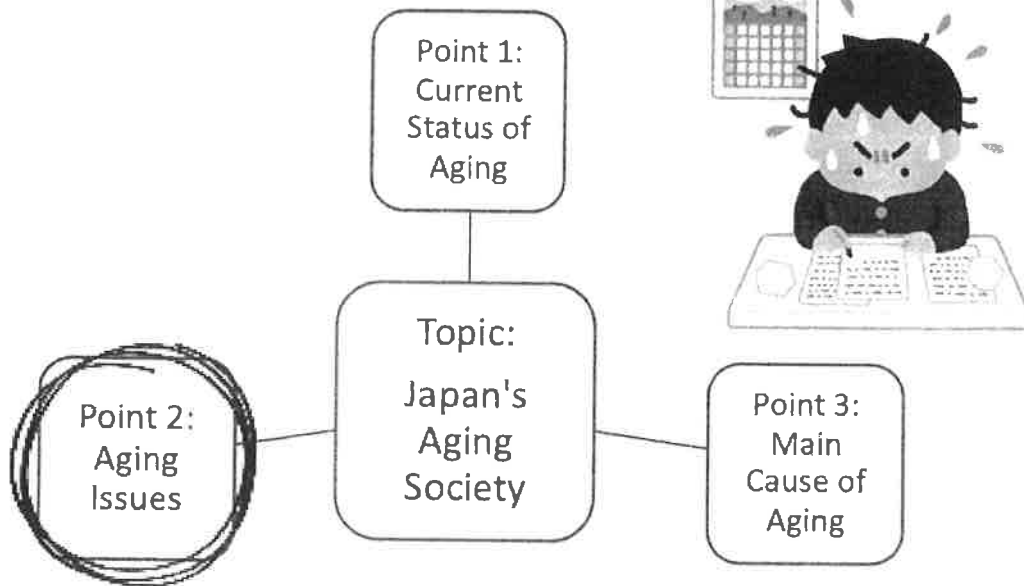 Point 1:
Current
Status of
Aging
Topic:
Japan's
Aging
Society
Point 2:
Aging
Issues
Point 3:
Main
Cause of
Aging